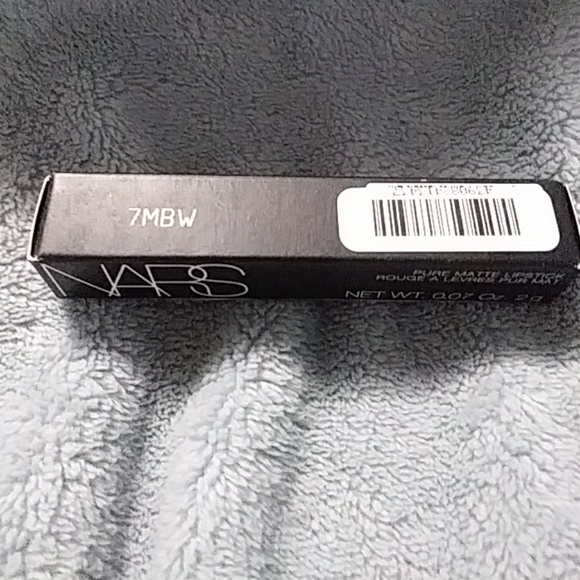 7MBW
NARS
PURE MATTE LIPSTICK
ROUGE À LÈVRES PUR MAT
NET WT. 0.07 Oz. 2 g